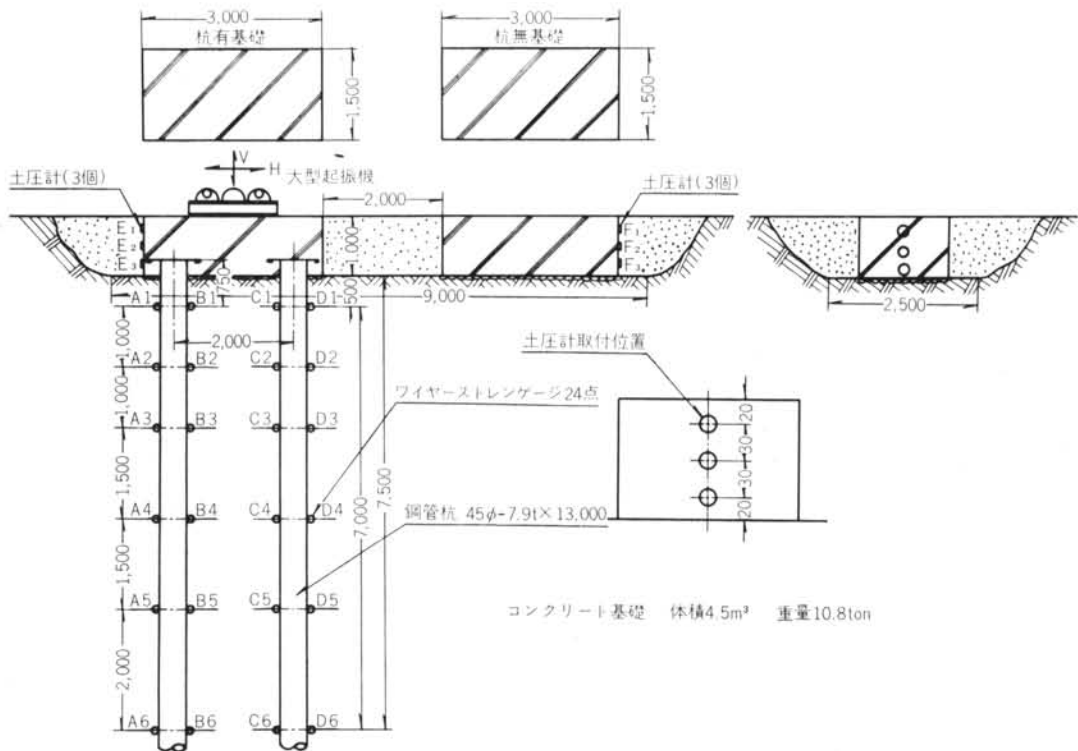 3,000
杭有基礎
1,500
3,000
杭無基礎
1,500
V
H
大型起振機
土圧計(3個)
2,000
土圧計(3個)
E1
E2
E3
1,000
F1
F2
F3
750
500
9,000
2,500
A1 B1 C1 D1
2,000
1,000
A2 B2 C2 D2
1,000
A3 B3 C3 D3
1,500
A4 B4 C4 D4
1,500
A5 B5 C5 D5
2,000
A6 B6 C6 D6
7,000
7,500
ワイヤーストレンゲージ24点
鋼管杭 45φ-7.9t×13,000
土圧計取付位置
20
30
30
20
コンクリート基礎 体積4.5m³ 重量10.8ton